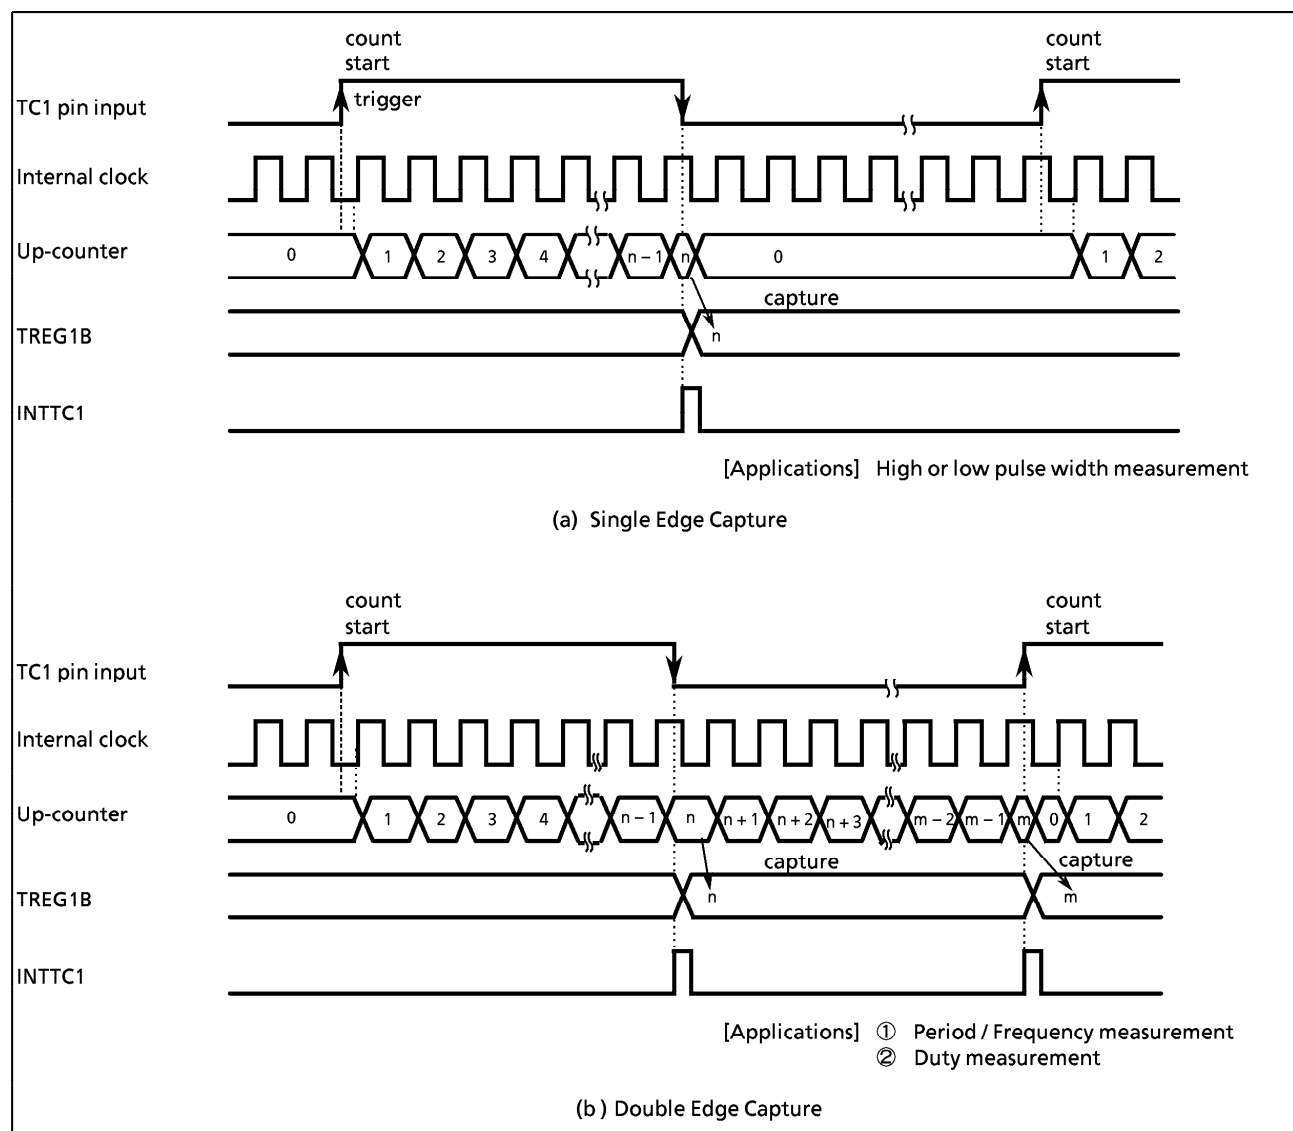 count
start
count
start
TC1 pin input
trigger
Internal clock
Up-counter
0 1 2 3 4 n – 1 n 0 1 2
capture
TREG1B
n
INTTC1
[Applications] High or low pulse width measurement
(a) Single Edge Capture
count
start
count
start
TC1 pin input
Internal clock
Up-counter
0 1 2 3 4 n – 1 n n + 1 n + 2 n + 3 m – 2 m – 1 m 0 1 2
capture
capture
TREG1B
n
m
INTTC1
[Applications] ① Period / Frequency measurement
② Duty measurement
(b ) Double Edge Capture